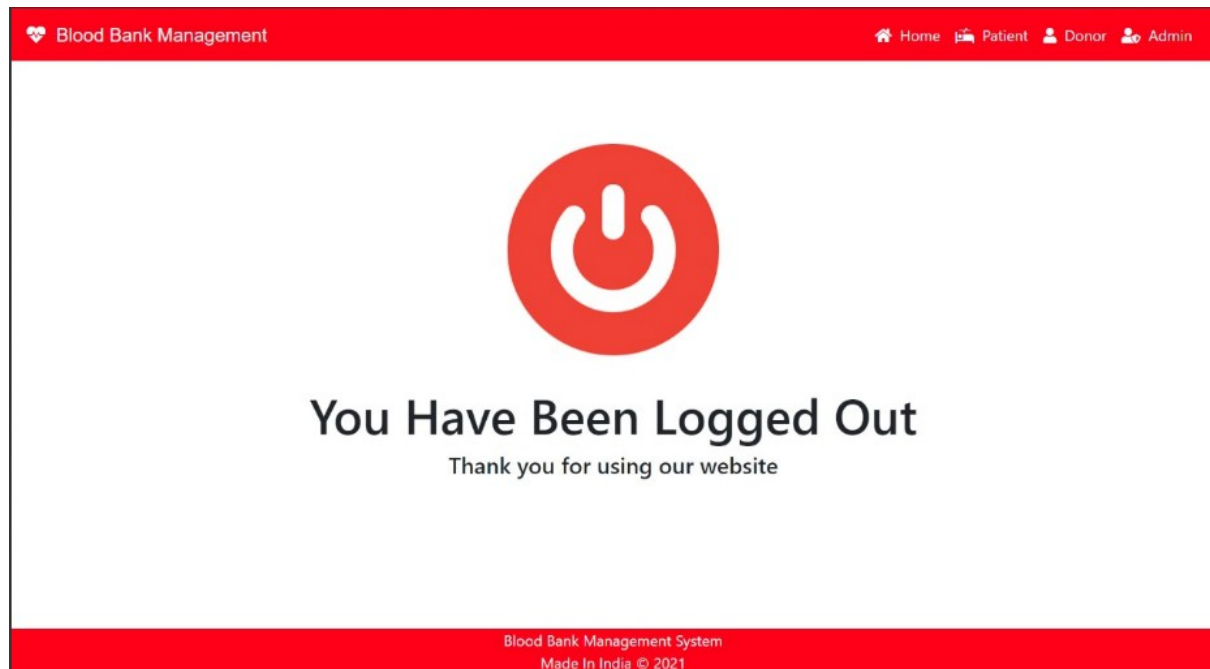 Blood Bank Management
Home Patient Donor Admin
You Have Been Logged Out
Thank you for using our website
Blood Bank Management System
Made In India © 2021